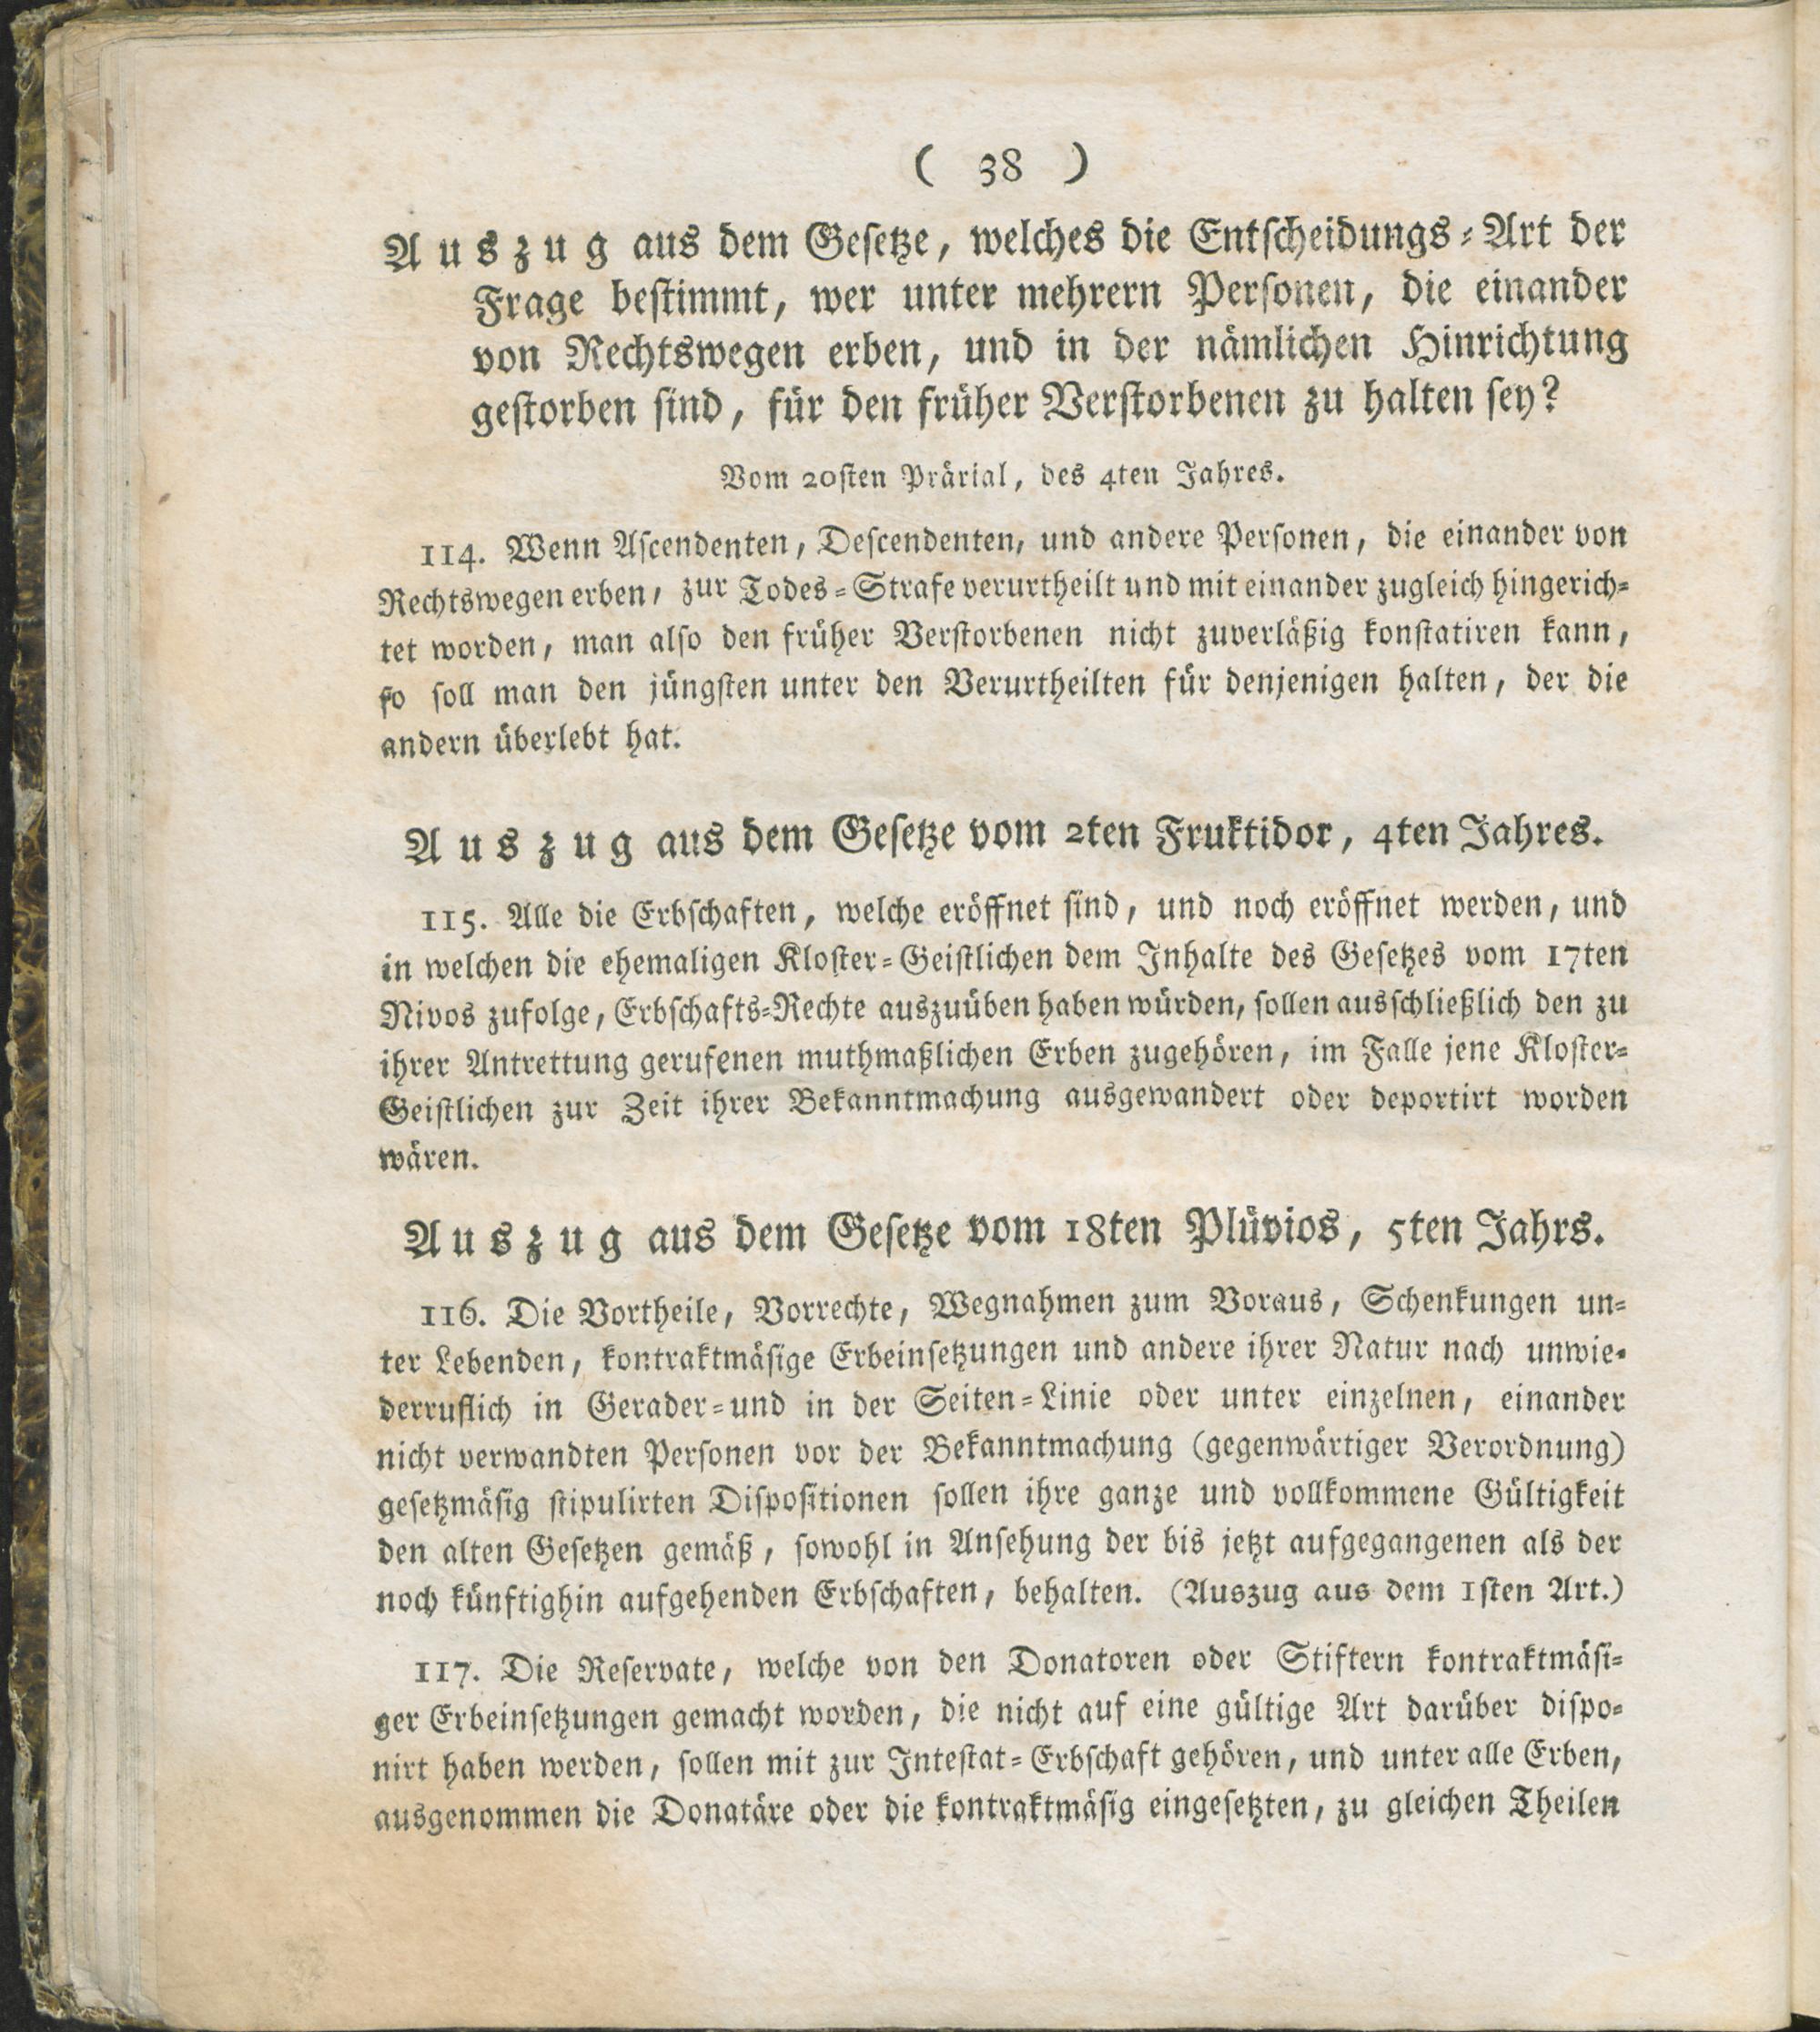 ( 38 )
Auszug aus dem Gesetze, welches die Entscheidungs-Art der
Frage bestimmt, wer unter mehrern Personen, die einander
von Rechtswegen erben, und in der nämlichen Hinrichtung
gestorben sind, für den früher Verstorbenen zu halten sey?
Vom 20sten Prärial, des 4ten Jahres.
114. Wenn Ascendenten, Descendenten, und andere Personen, die einander von
Rechtswegen erben, zur Todes-Strafe verurtheilt und mit einander zugleich hingerich-
tet worden, man also den früher Verstorbenen nicht zuverläßig konstatiren kann,
so soll man den jüngsten unter den Verurtheilten für denjenigen halten, der die
andern überlebt hat.
Auszug aus dem Gesetze vom 2ten Fruktidor, 4ten Jahres.
115. Alle die Erbschaften, welche eröffnet sind, und noch eröffnet werden, und
in welchen die ehemaligen Kloster-Geistlichen dem Inhalte des Gesetzes vom 17ten
Nivos zufolge, Erbschafts-Rechte auszuüben haben würden, sollen ausschließlich den zu
ihrer Antrettung gerufenen muthmaßlichen Erben zugehören, im Falle jene Kloster-
Geistlichen zur Zeit ihrer Bekanntmachung ausgewandert oder deportirt worden
wären.
Auszug aus dem Gesetze vom 18ten Plüvios, 5ten Jahrs.
116. Die Vortheile, Vorrechte, Wegnahmen zum Voraus, Schenkungen un-
ter Lebenden, kontraktmäsige Erbeinsetzungen und andere ihrer Natur nach unwie-
derruflich in Gerader-und in der Seiten-Linie oder unter einzelnen, einander
nicht verwandten Personen vor der Bekanntmachung (gegenwärtiger Verordnung)
gesetzmäsig stipulirten Dispositionen sollen ihre ganze und vollkommene Gültigkeit
den alten Gesetzen gemäß, sowohl in Ansehung der bis jetzt aufgegangenen als der
noch künftighin aufgehenden Erbschaften, behalten. (Auszug aus dem 1sten Art.)
117. Die Reservate, welche von den Donatoren oder Stiftern kontraktmäsi-
ger Erbeinsetzungen gemacht worden, die nicht auf eine gültige Art darüber dispo-
nirt haben werden, sollen mit zur Intestat-Erbschaft gehören, und unter alle Erben,
ausgenommen die Donatäre oder die kontraktmäsig eingesetzten, zu gleichen Theilen